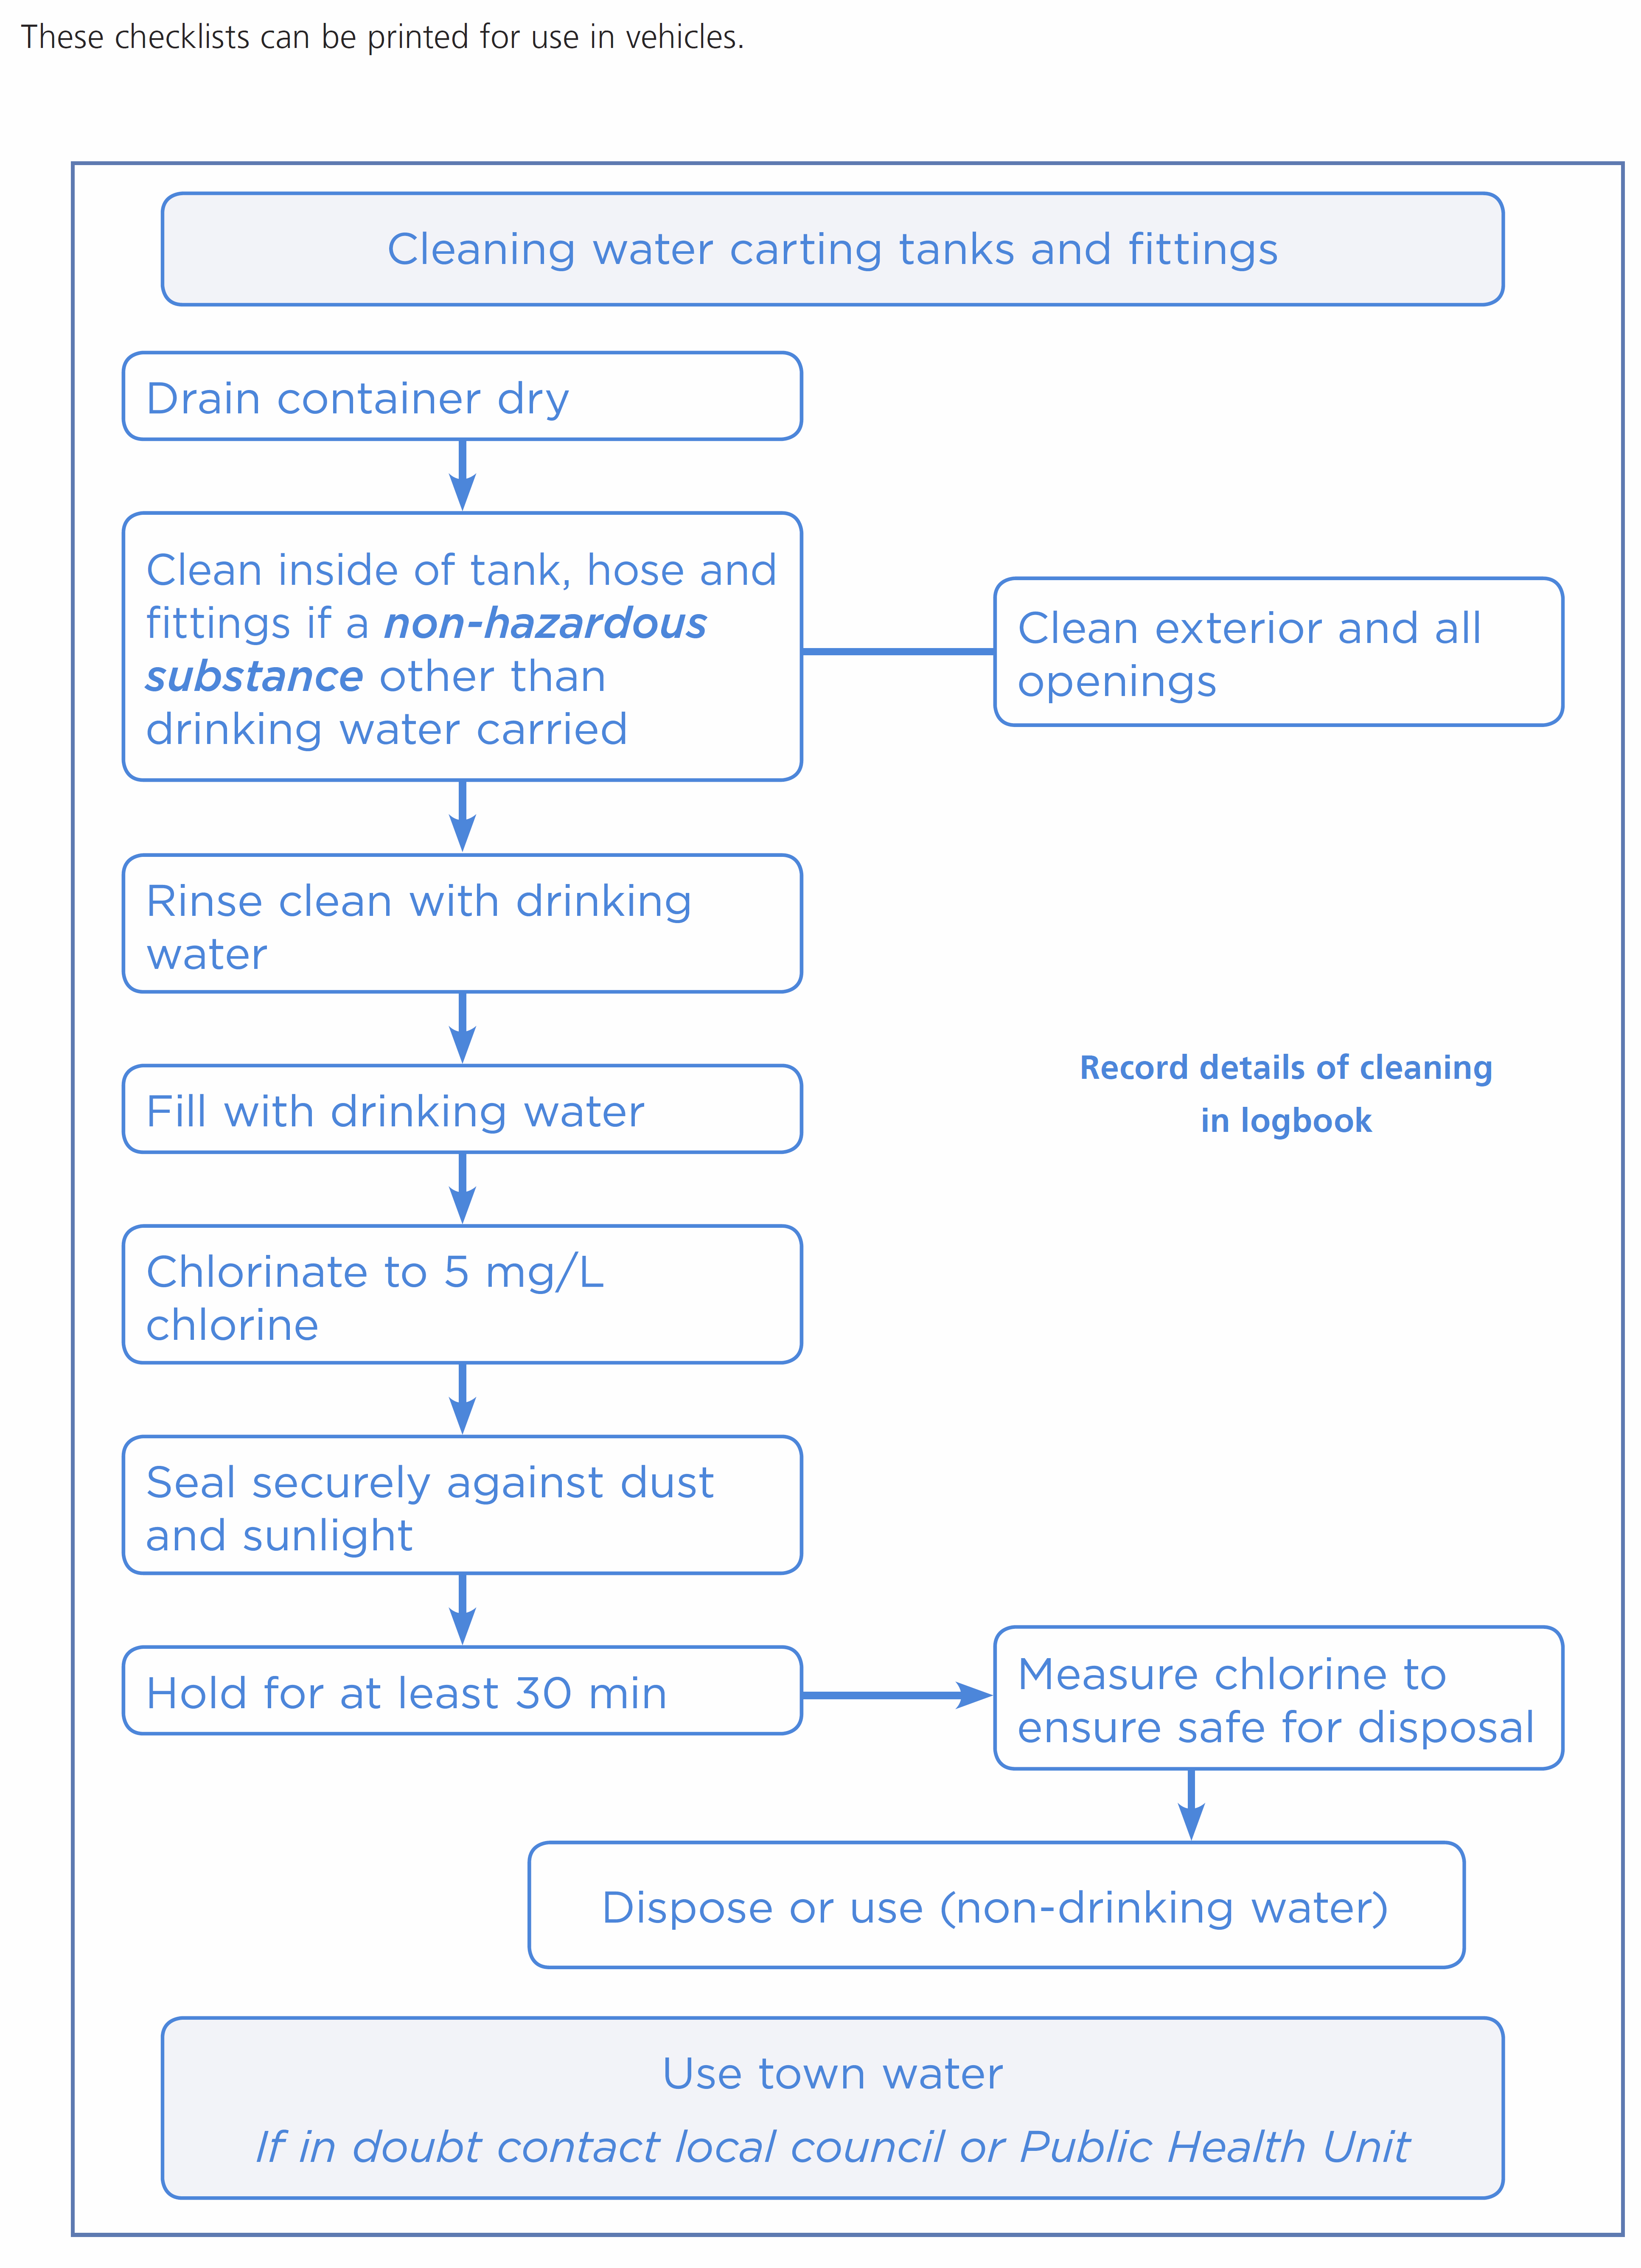 These checklists can be printed for use in vehicles.
Cleaning water carting tanks and fittings
Drain container dry
Clean inside of tank, hose and
fittings if a non-hazardous
substance other than
drinking water carried
Clean exterior and all
openings
Rinse clean with drinking
water
Fill with drinking water
Record details of cleaning
in logbook
Chlorinate to 5 mg/L
chlorine
Seal securely against dust
and sunlight
Hold for at least 30 min
Measure chlorine to
ensure safe for disposal
Dispose or use (non-drinking water)
Use town water
If in doubt contact local council or Public Health Unit